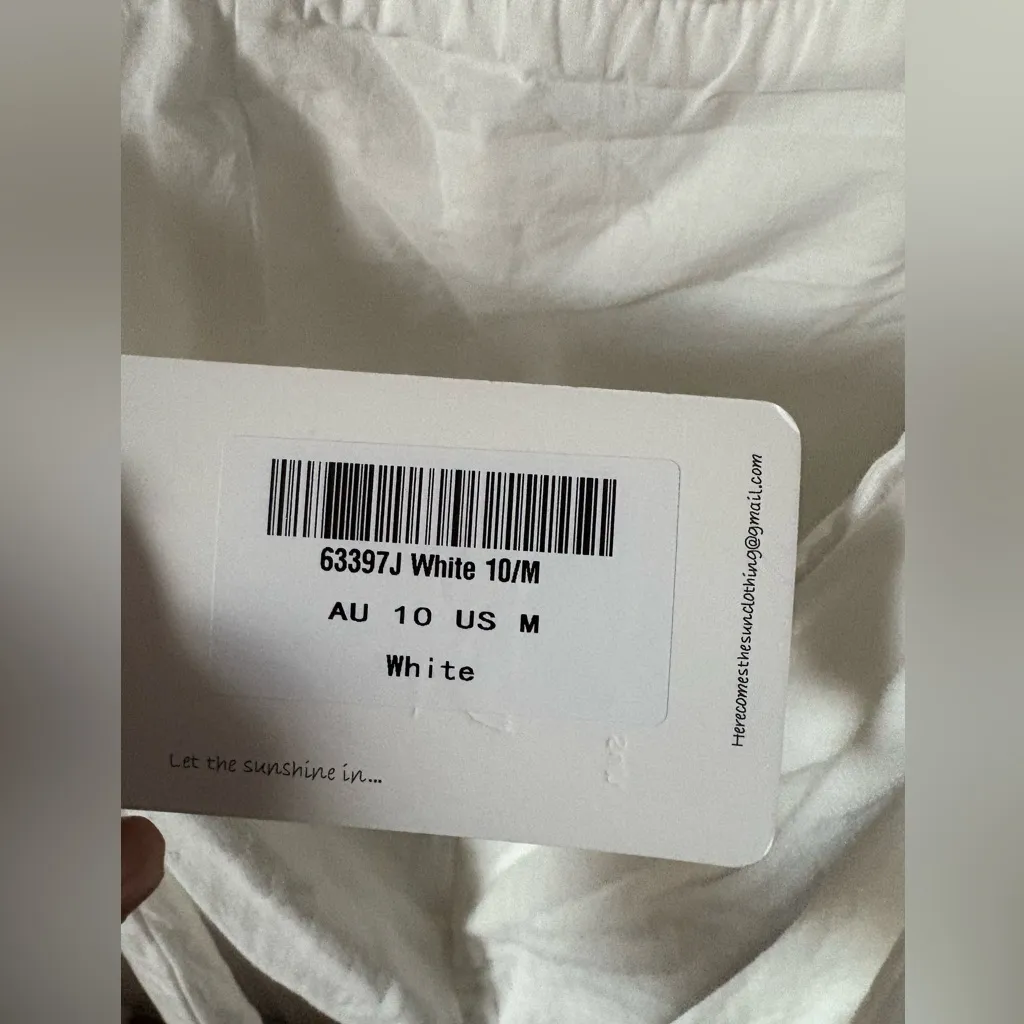 63397J White 10/M
AU 10 US M
White
Let the sunshine in...
Herecomesthesunclothing@gmail.com